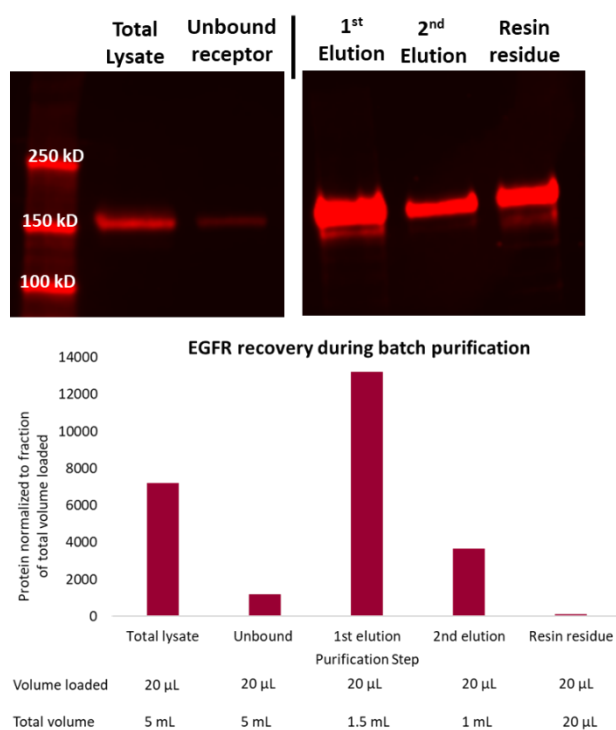 Total Lysate
Unbound receptor
1st Elution
2nd Elution
Resin residue
250 kD
150 kD
100 kD
EGFR recovery during batch purification
Protein normalized to fraction of total volume loaded
14000
12000
10000
8000
6000
4000
2000
0
Total lysate Unbound 1st elution 2nd elution Resin residue
Purification Step
Volume loaded 20 µL 20 µL 20 µL 20 µL 20 µL
Total volume 5 mL 5 mL 1.5 mL 1 mL 20 µL